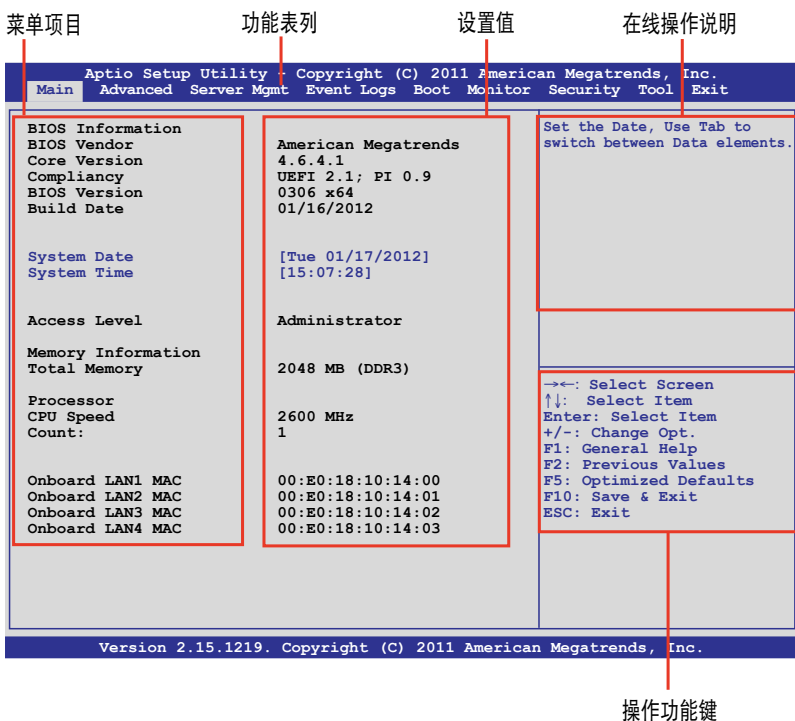 菜单项目 功能表列 设置值 在线操作说明
Aptio Setup Utility - Copyright (C) 2011 American Megatrends, Inc.
Main Advanced Server Mgmt Event Logs Boot Monitor Security Tool Exit
BIOS Information
BIOS Vendor American Megatrends
Core Version 4.6.4.1
Compliancy UEFI 2.1; PI 0.9
BIOS Version 0306 x64
Build Date 01/16/2012
System Date [Tue 01/17/2012]
System Time [15:07:28]
Access Level Administrator
Memory Information
Total Memory 2048 MB (DDR3)
Processor
CPU Speed 2600 MHz
Count: 1
Onboard LAN1 MAC 00:E0:18:10:14:00
Onboard LAN2 MAC 00:E0:18:10:14:01
Onboard LAN3 MAC 00:E0:18:10:14:02
Onboard LAN4 MAC 00:E0:18:10:14:03
Set the Date, Use Tab to
switch between Data elements.
→←: Select Screen
↑↓: Select Item
Enter: Select Item
+/-: Change Opt.
F1: General Help
F2: Previous Values
F5: Optimized Defaults
F10: Save & Exit
ESC: Exit
Version 2.15.1219. Copyright (C) 2011 American Megatrends, Inc.
操作功能键